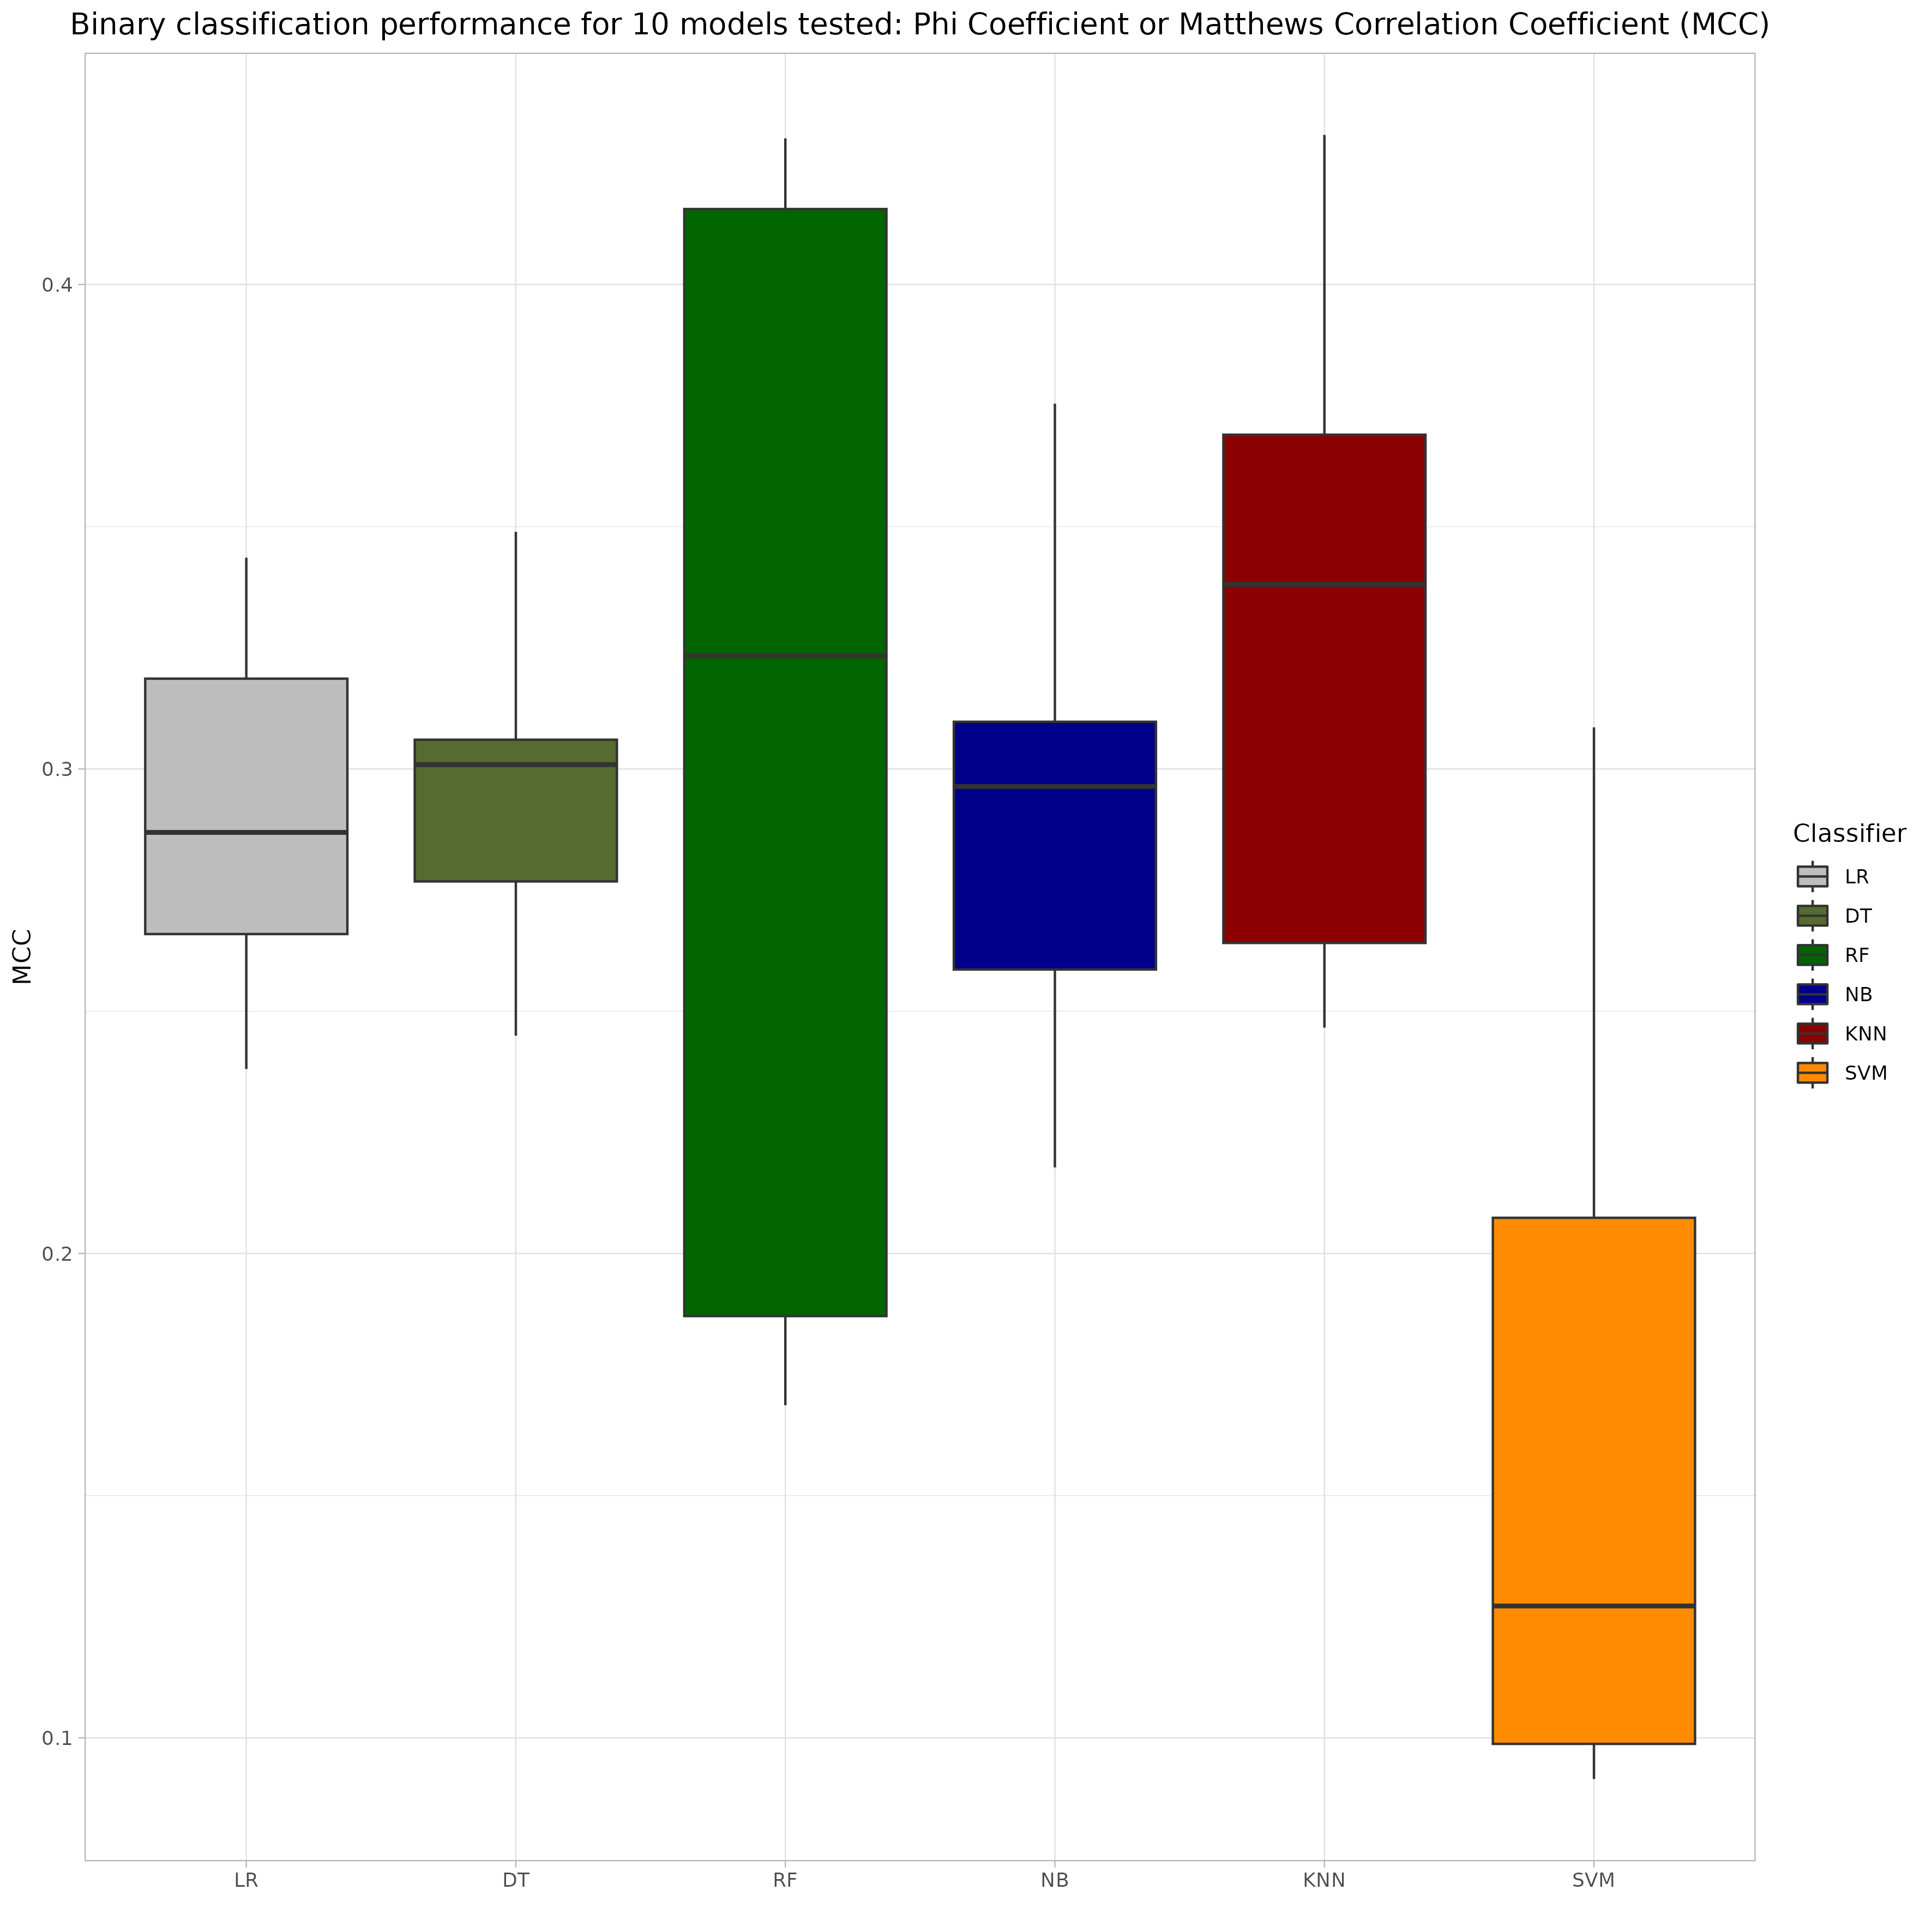 Binary classification performance for 10 models tested: Phi Coefficient or Matthews Correlation Coefficient (MCC)
MCC
0.4
0.3
0.2
0.1
LR
DT
RF
NB
KNN
SVM
Classifier
LR
DT
RF
NB
KNN
SVM